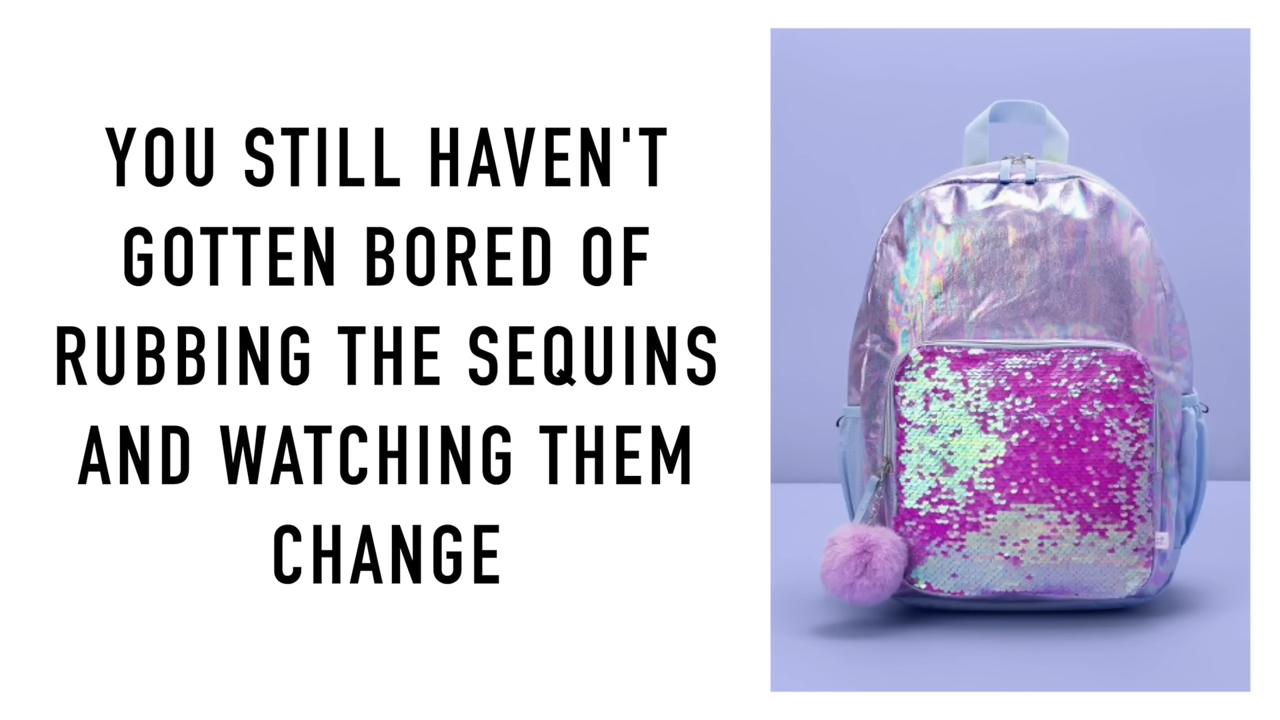 YOU STILL HAVEN'T
GOTTEN BORED OF
RUBBING THE SEQUINS
AND WATCHING THEM
CHANGE